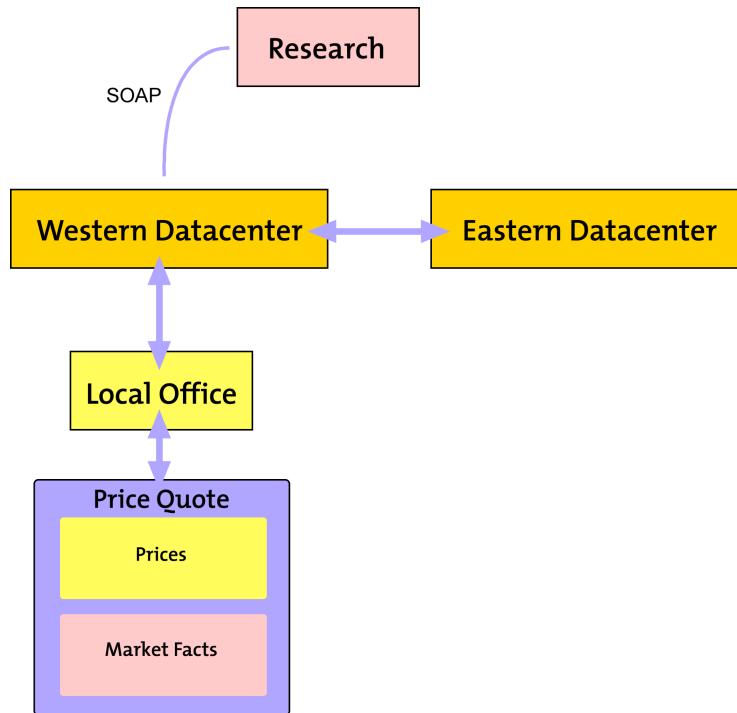 Research
SOAP
Western Datacenter
Eastern Datacenter
Local Office
Price Quote
Prices
Market Facts